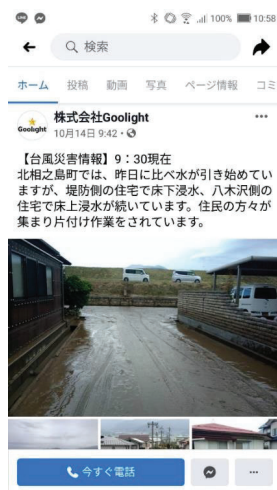 100% 10:58
検索
ホーム 投稿 動画 写真 ページ情報 コミ
Goolight
株式会社Goolight
10月14日 9:42
【台風災害情報】9:30現在
北相之島町では、昨日に比べ水が引き始めてい
ますが、堤防側の住宅で床下浸水、八木沢側の
住宅で床上浸水が続いています。住民の方々が
集まり片付け作業をされています。
今すぐ電話